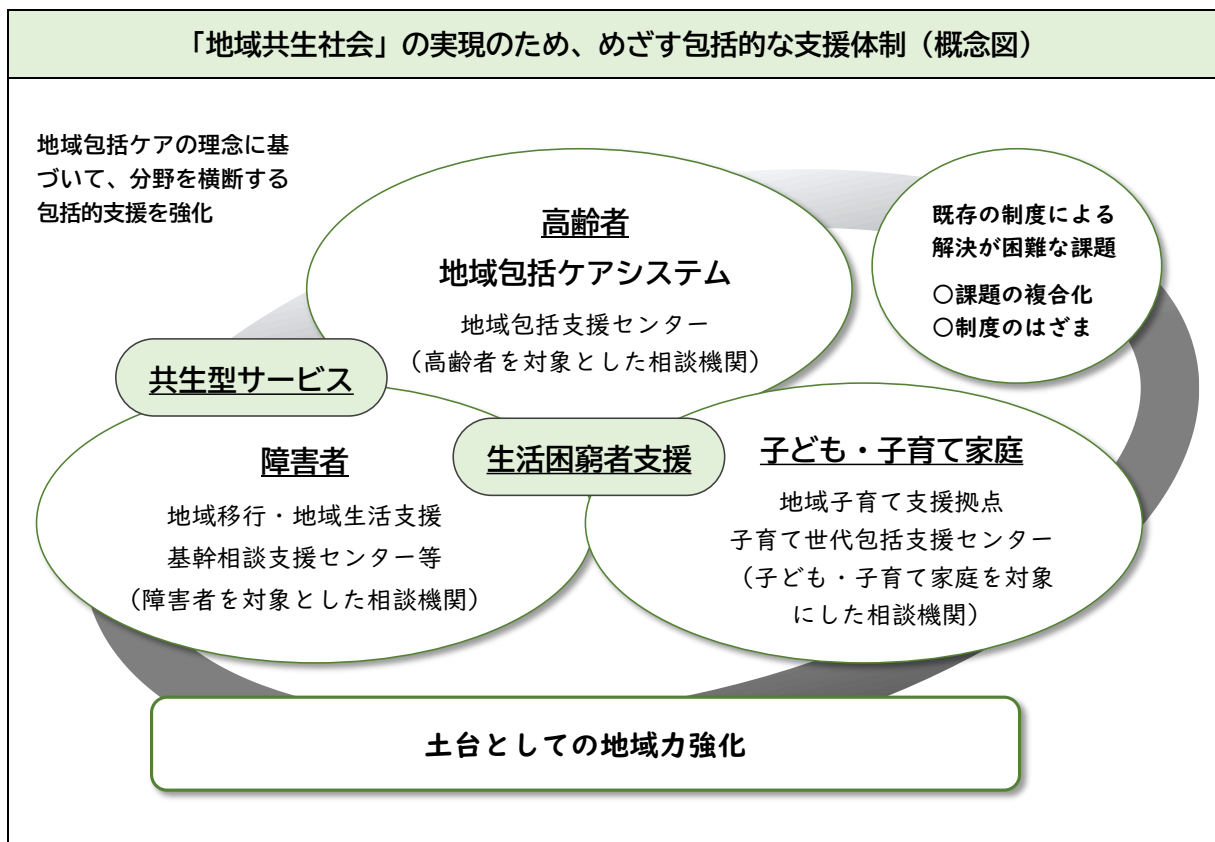 「地域共生社会」の実現のため、めざす包括的な支援体制（概念図）
地域包括ケアの理念に基
づいて、分野を横断する
包括的支援を強化
高齢者
地域包括ケアシステム
地域包括支援センター
（高齢者を対象とした相談機関）
既存の制度による
解決が困難な課題
○課題の複合化
○制度のはざま
共生型サービス
障害者
地域移行・地域生活支援
基幹相談支援センター等
（障害者を対象とした相談機関）
生活困窮者支援
子ども・子育て家庭
地域子育て支援拠点
子育て世代包括支援センター
（子ども・子育て家庭を対象
にした相談機関）
土台としての地域力強化